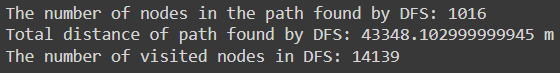 The number of nodes in the path found by DFS: 1016
Total distance of path found by DFS: 43348.102999999945 m
The number of visited nodes in DFS: 14139